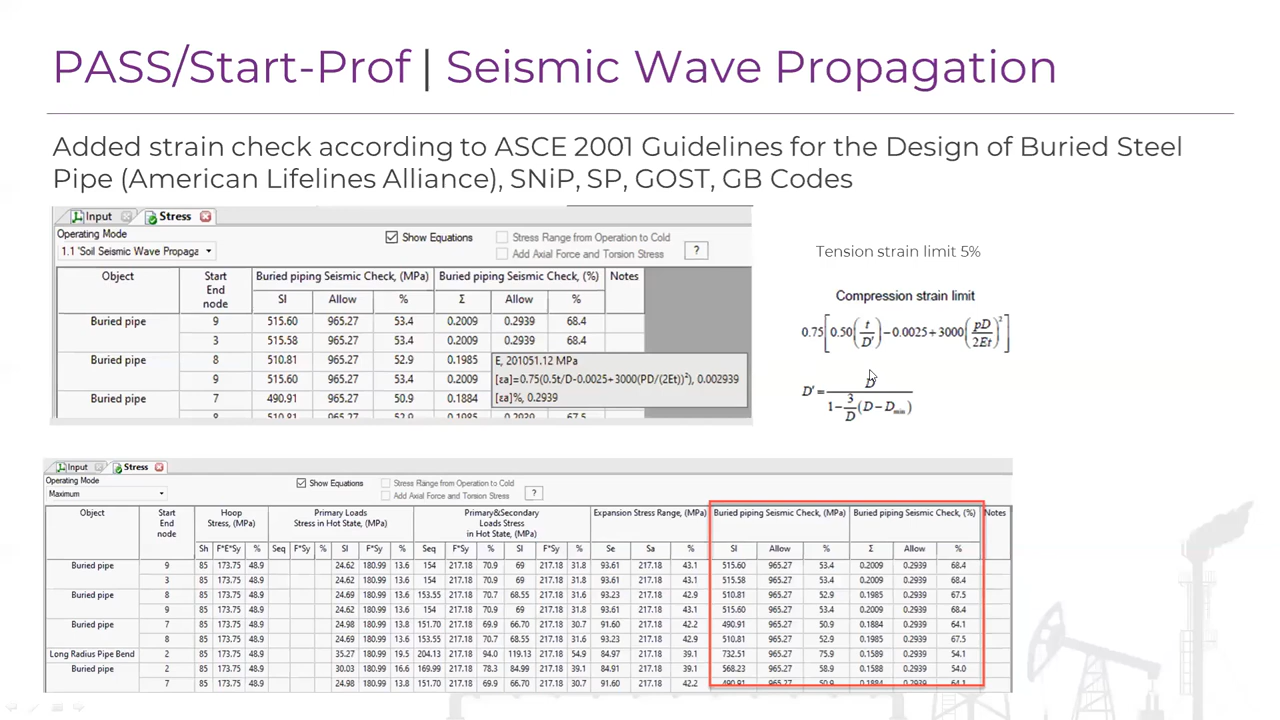 PASS/Start-Prof | Seismic Wave Propagation
Added strain check according to ASCE 2001 Guidelines for the Design of Buried Steel
Pipe (American Lifelines Alliance), SNiP, SP, GOST, GB Codes
Input Stress
Operating Mode
1.1 'Soil Seismic Wave Propaga
Show Equations
Stress Range from Operation to Cold
Add Axial Force and Torsion Stress
?
Object Start End node Buried piping Seismic Check, (MPa) Buried piping Seismic Check, (%) Notes
SI Allow % Σ Allow %
Buried pipe 9 515.60 965.27 53.4 0.2009 0.2939 68.4
3 515.58 965.27 53.4 0.2009 0.2939 68.4
Buried pipe 8 510.81 965.27 52.9 0.1985
9 515.60 965.27 53.4 0.2009
Buried pipe 7 490.91 965.27 50.9 0.1884
8 510.81 965.27 52.9 0.1985 0.2939 67.5
E, 201051.12 MPa
[εa]=0.75(0.5t/D-0.0025+3000(PD/(2Et))²), 0.002939
[εa]%, 0.2939
Tension strain limit 5%
Compression strain limit
0.75[0.50(t/D')-0.0025+3000(pD/2Et)²]
D'=D/(1-3/D(D-Dmin))
Input Stress
Operating Mode
Maximum
Show Equations
Stress Range from Operation to Cold
Add Axial Force and Torsion Stress
?
Object Start End node Hoop Stress, (MPa) Primary Loads Stress in Hot State, (MPa) Primary&Secondary Loads Stress in Hot State, (MPa) Expansion Stress Range, (MPa) Buried piping Seismic Check, (MPa) Buried piping Seismic Check, (%) Notes
Sh F*E*Sy % Seq F*Sy % SI F*Sy % Seq F*Sy % SI F*Sy % Se Sa % SI Allow % Σ Allow %
Buried pipe 9 85 173.75 48.9 24.62 180.99 13.6 154 217.18 70.9 69 217.18 31.8 93.61 217.18 43.1 515.60 965.27 53.4 0.2009 0.2939 68.4
3 85 173.75 48.9 24.62 180.99 13.6 154 217.18 70.9 69 217.18 31.8 93.61 217.18 43.1 515.58 965.27 53.4 0.2009 0.2939 68.4
Buried pipe 8 85 173.75 48.9 24.69 180.99 13.6 153.55 217.18 70.7 68.55 217.18 31.6 93.23 217.18 42.9 510.81 965.27 52.9 0.1985 0.2939 67.5
9 85 173.75 48.9 24.62 180.99 13.6 154 217.18 70.9 69 217.18 31.8 93.61 217.18 43.1 515.60 965.27 53.4 0.2009 0.2939 68.4
Buried pipe 7 85 173.75 48.9 24.98 180.99 13.8 151.70 217.18 69.9 66.70 217.18 30.7 91.60 217.18 42.2 490.91 965.27 50.9 0.1884 0.2939 64.1
8 85 173.75 48.9 24.69 180.99 13.6 153.55 217.18 70.7 68.55 217.18 31.6 93.23 217.18 42.9 510.81 965.27 52.9 0.1985 0.2939 67.5
Long Radius Pipe Bend 2 85 173.75 48.9 35.27 180.99 19.5 204.13 217.18 94.0 119.13 217.18 54.9 84.97 217.18 39.1 732.51 965.27 75.9 0.1589 0.2939 54.1
Buried pipe 2 85 173.75 48.9 30.03 180.99 16.6 169.99 217.18 78.3 84.99 217.18 39.1 84.91 217.18 39.1 568.23 965.27 58.9 0.1588 0.2939 54.0
7 85 173.75 48.9 24.98 180.99 13.8 151.70 217.18 69.9 66.70 217.18 30.7 91.60 217.18 42.2 490.91 965.27 50.9 0.1884 0.2939 64.1